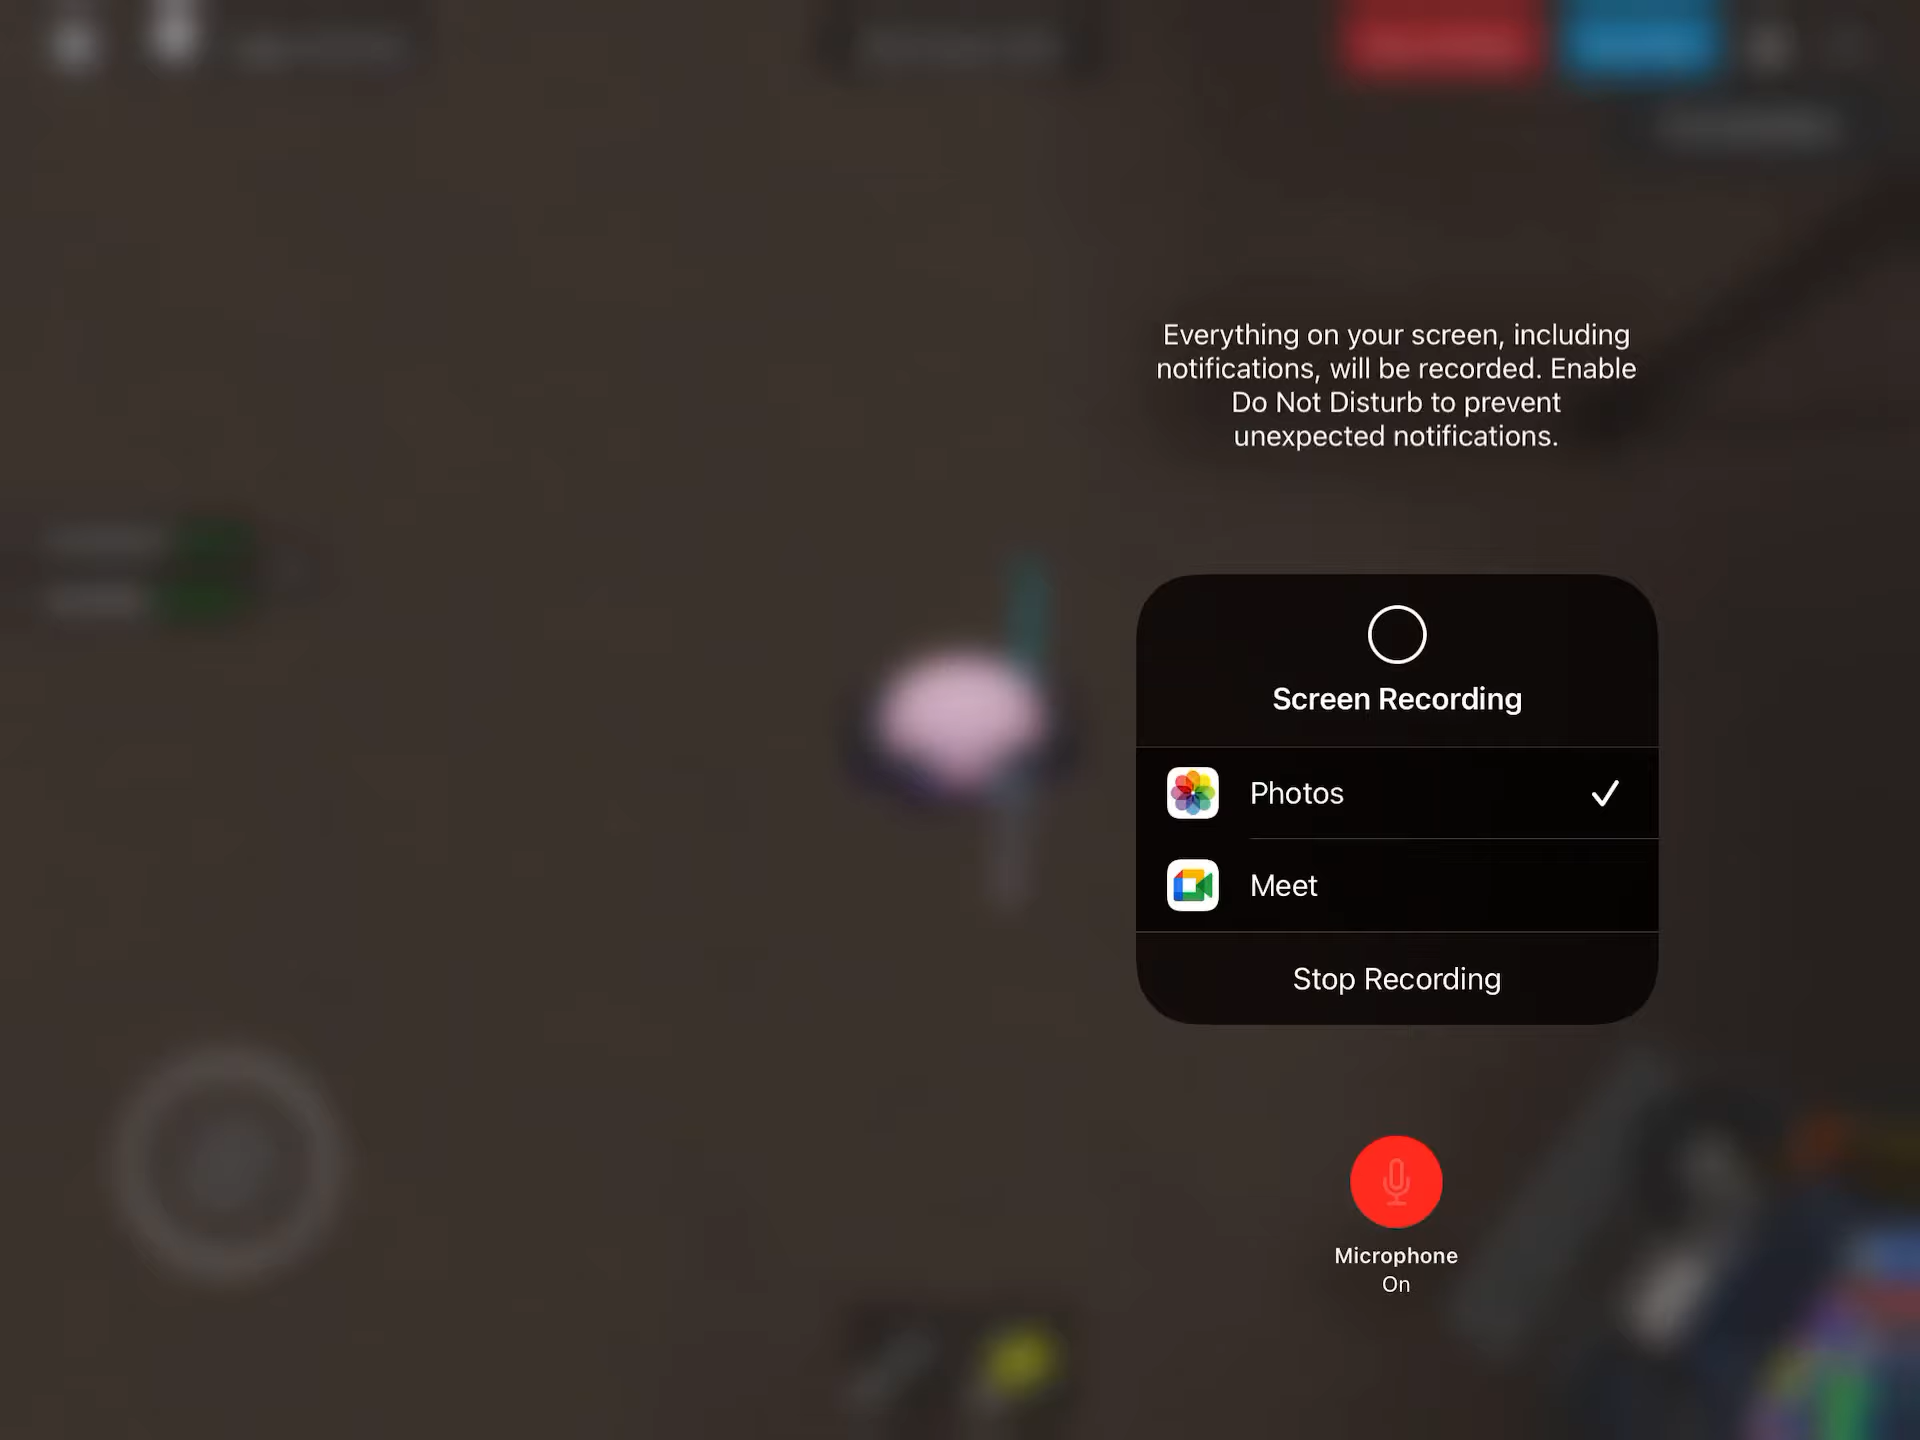 Everything on your screen, including
notifications, will be recorded. Enable
Do Not Disturb to prevent
unexpected notifications.
Screen Recording
Photos
Meet
Stop Recording
Microphone
On